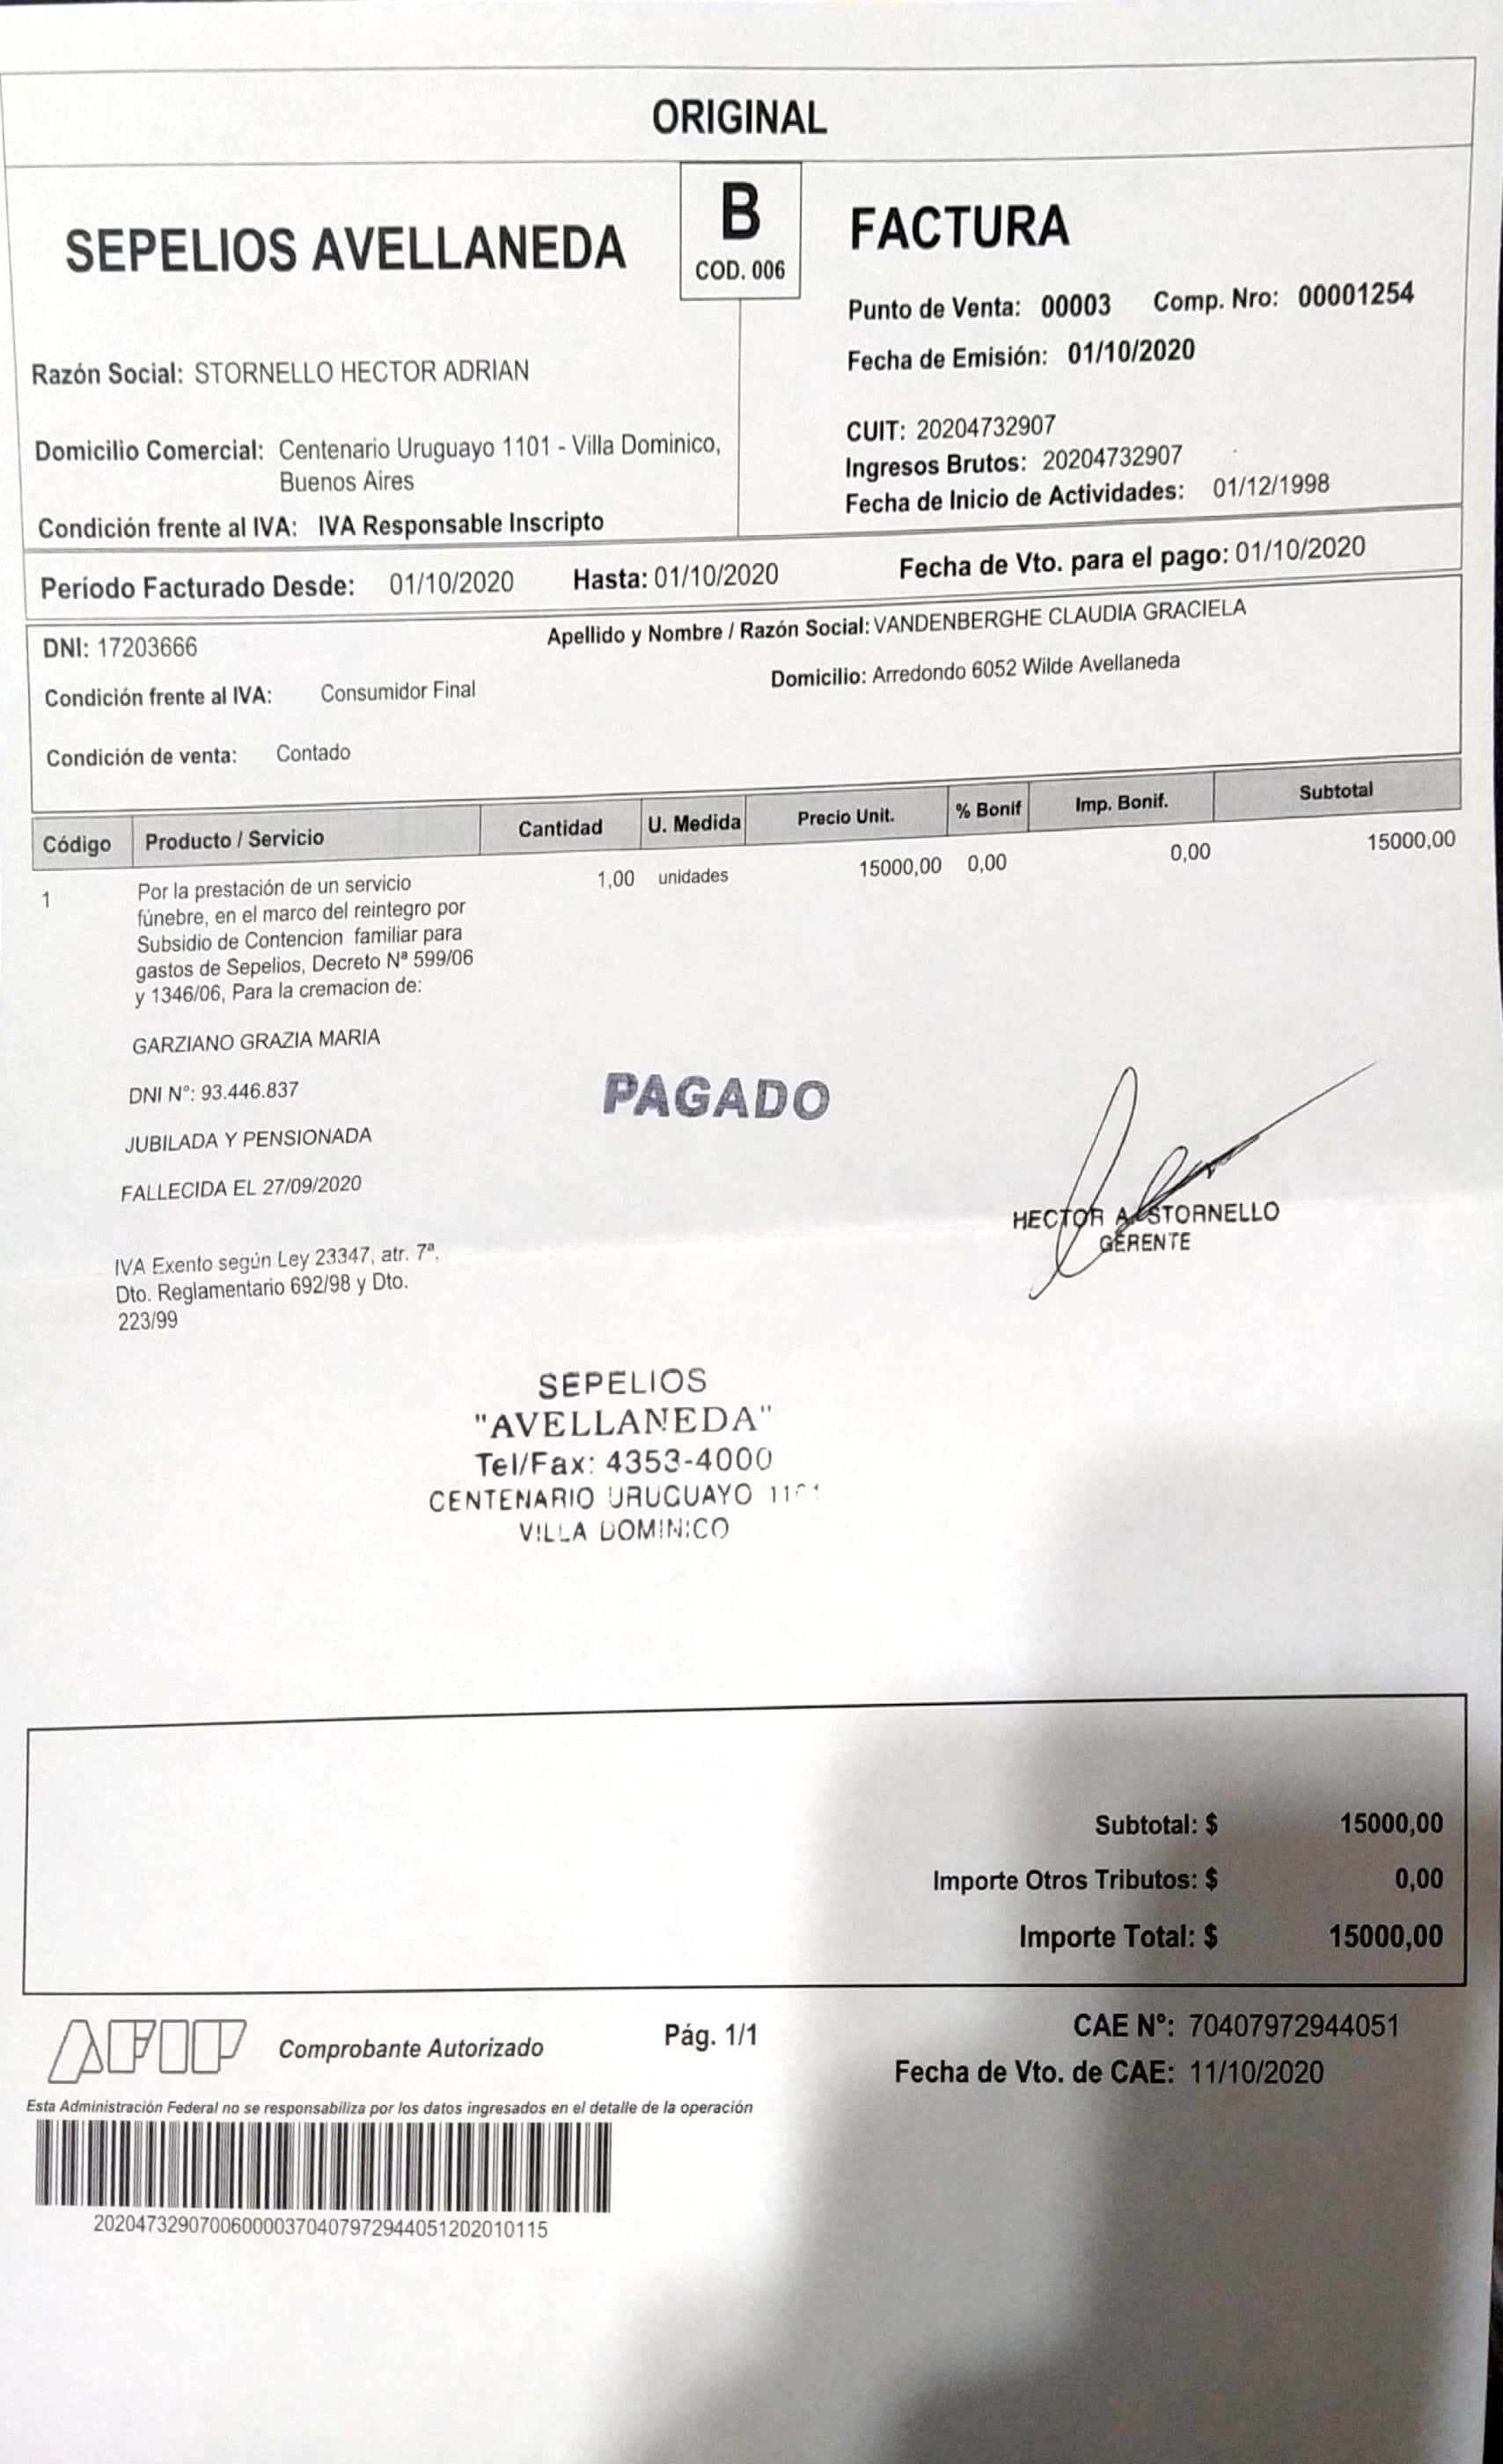 ORIGINAL
SEPELIOS AVELLANEDA
B
COD. 006
FACTURA
Punto de Venta: 00003 Comp. Nro: 00001254
Fecha de Emisión: 01/10/2020
Razón Social: STORNELLO HECTOR ADRIAN
Domicilio Comercial: Centenario Uruguayo 1101 - Villa Dominico,
Buenos Aires
Condición frente al IVA: IVA Responsable Inscripto
CUIT: 20204732907
Ingresos Brutos: 20204732907
Fecha de Inicio de Actividades: 01/12/1998
Período Facturado Desde: 01/10/2020 Hasta: 01/10/2020 Fecha de Vto. para el pago: 01/10/2020
DNI: 17203666 Apellido y Nombre / Razón Social: VANDENBERGHE CLAUDIA GRACIELA
Condición frente al IVA: Consumidor Final Domicilio: Arredondo 6052 Wilde Avellaneda
Condición de venta: Contado
Código Producto / Servicio Cantidad U. Medida Precio Unit. % Bonif Imp. Bonif. Subtotal
1 Por la prestación de un servicio 1,00 unidades 15000,00 0,00 0,00 15000,00
fúnebre, en el marco del reintegro por
Subsidio de Contencion familiar para
gastos de Sepelios, Decreto Nª 599/06
y 1346/06, Para la cremacion de:
GARZIANO GRAZIA MARIA
DNI N°: 93.446.837
JUBILADA Y PENSIONADA
FALLECIDA EL 27/09/2020
PAGADO
HECTOR A. STORNELLO
GERENTE
IVA Exento según Ley 23347, atr. 7ª,
Dto. Reglamentario 692/98 y Dto.
223/99
SEPELIOS
"AVELLANEDA"
Tel/Fax: 4353-4000
CENTENARIO URUGUAYO 1101
VILLA DOMINICO
Subtotal: $ 15000,00
Importe Otros Tributos: $ 0,00
Importe Total: $ 15000,00
AFIP Comprobante Autorizado Pág. 1/1 CAE N°: 70407972944051
Fecha de Vto. de CAE: 11/10/2020
Esta Administración Federal no se responsabiliza por los datos ingresados en el detalle de la operación
202047329070060000370407972944051202010115